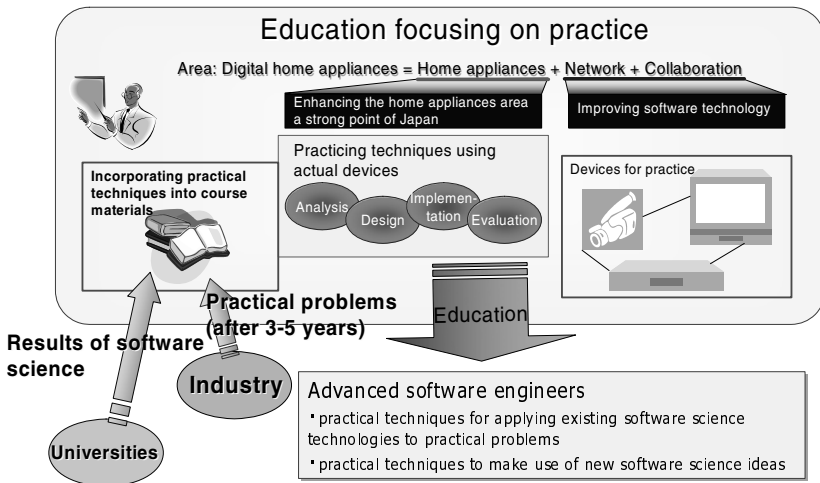 Education focusing on practice
Area: Digital home appliances = Home appliances + Network + Collaboration
Enhancing the home appliances area
a strong point of Japan
Improving software technology
Incorporating practical
techniques into course
materials
Practicing techniques using
actual devices
Analysis
Design
Implemen-
tation
Evaluation
Devices for practice
Results of software
science
Practical problems
(after 3-5 years)
Education
Universities
Industry
Advanced software engineers
・practical techniques for applying existing software science
technologies to practical problems
・practical techniques to make use of new software science ideas